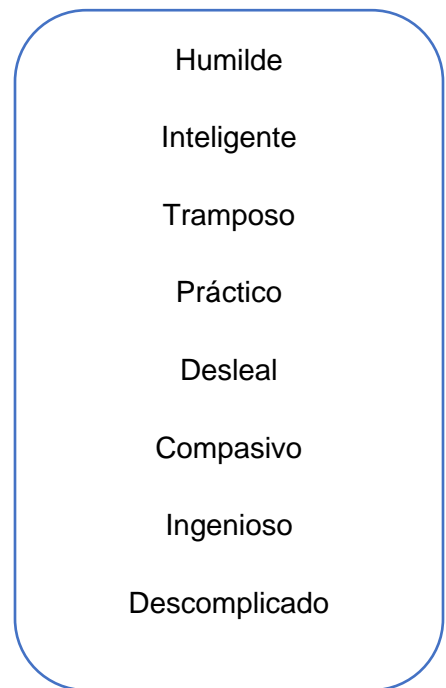 Humilde
Inteligente
Tramposo
Práctico
Desleal
Compasivo
Ingenioso
Descomplicado